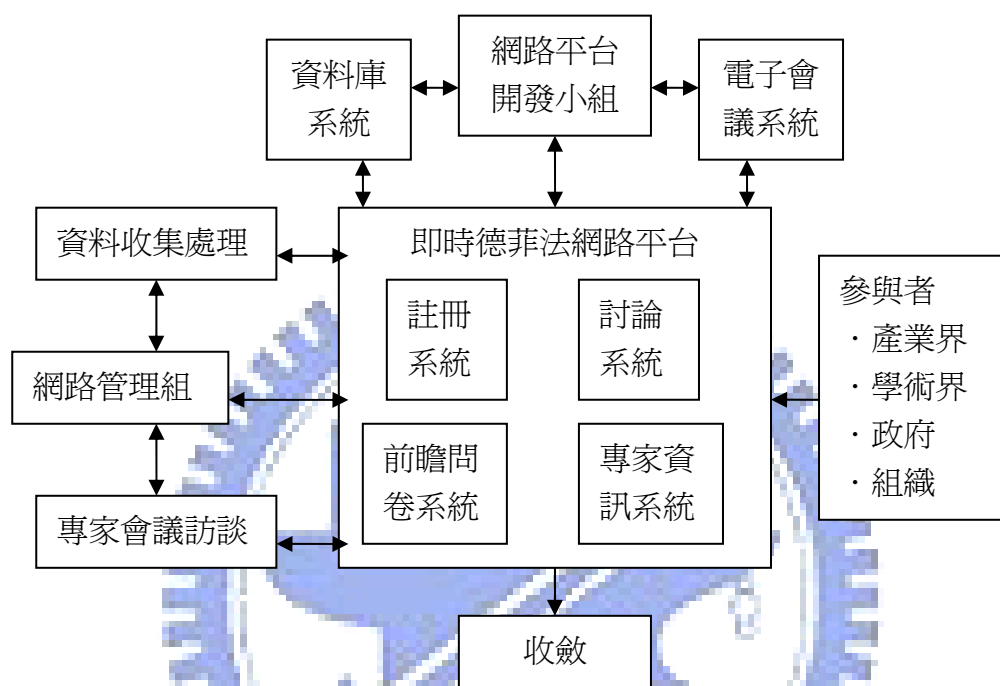 資料庫
系統
網路平台
開發小組
電子會
議系統
資料收集處理
網路管理組
專家會議訪談
即時德菲法網路平台
註冊
系統
討論
系統
前瞻問
卷系統
專家資
訊系統
參與者
．產業界
．學術界
．政府
．組織
收斂